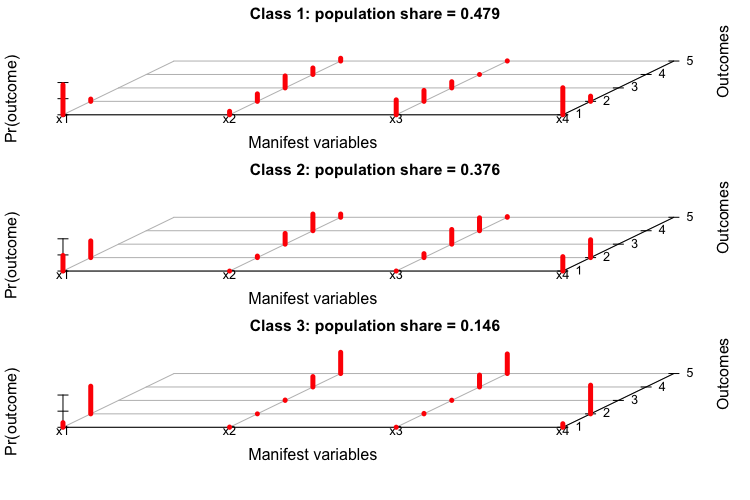 Class 1: population share = 0.479
Pr(outcome)
x1 x2 x3 x4
1 2 3 4 5
Manifest variables
Outcomes
Class 2: population share = 0.376
Pr(outcome)
x1 x2 x3 x4
1 2 3 4 5
Manifest variables
Outcomes
Class 3: population share = 0.146
Pr(outcome)
x1 x2 x3 x4
1 2 3 4 5
Manifest variables
Outcomes